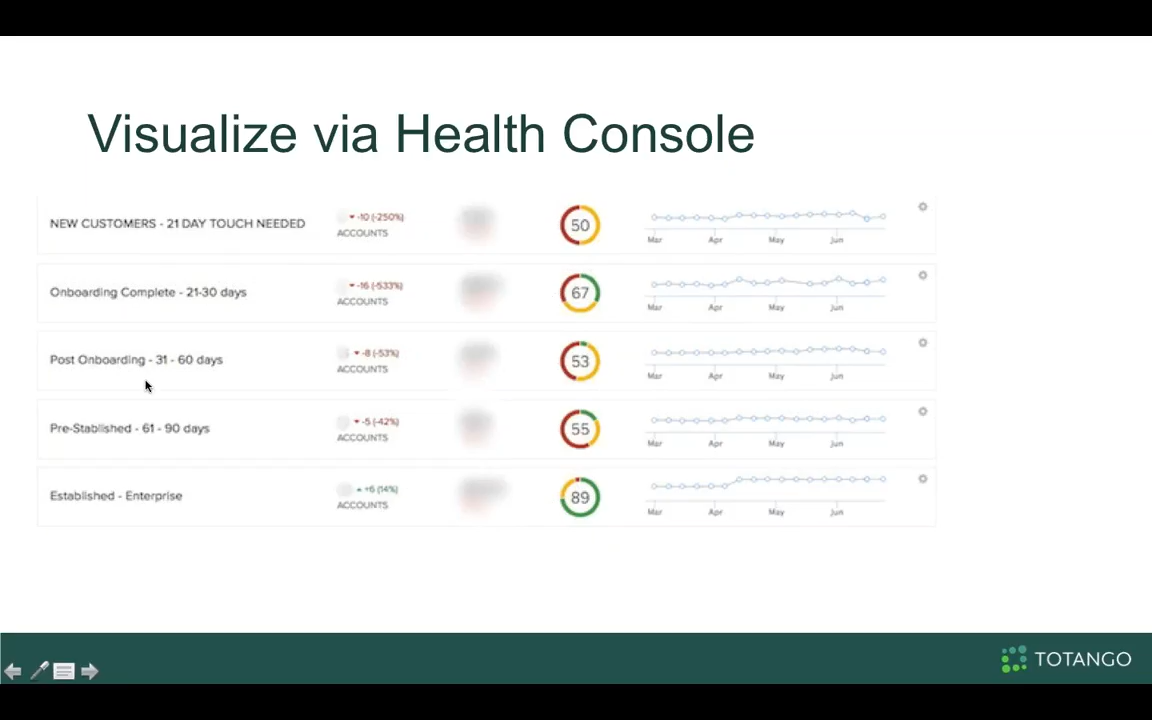 Visualize via Health Console
NEW CUSTOMERS - 21 DAY TOUCH NEEDED
-10 (-250%)
ACCOUNTS
50
Mar Apr May Jun
Onboarding Complete - 21-30 days
-16 (-533%)
ACCOUNTS
67
Mar Apr May Jun
Post Onboarding - 31 - 60 days
-8 (-53%)
ACCOUNTS
53
Mar Apr May Jun
Pre-Stablished - 61 - 90 days
-5 (-42%)
ACCOUNTS
55
Mar Apr May Jun
Established - Enterprise
+6 (14%)
ACCOUNTS
89
Mar Apr May Jun
TOTANGO